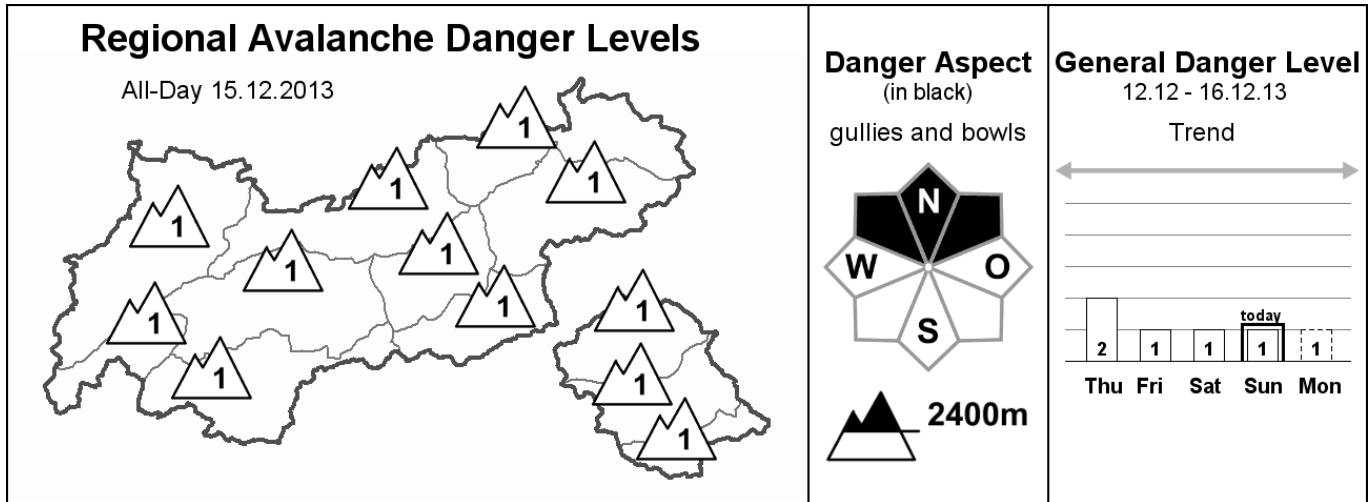 Regional Avalanche Danger Levels
All-Day 15.12.2013
1
1
1
1
1
1
1
1
1
1
1
1
Danger Aspect
(in black)
gullies and bowls
N
W O
S
2400m
General Danger Level
12.12 - 16.12.13
Trend
today
2 1 1 1 1
Thu Fri Sat Sun Mon